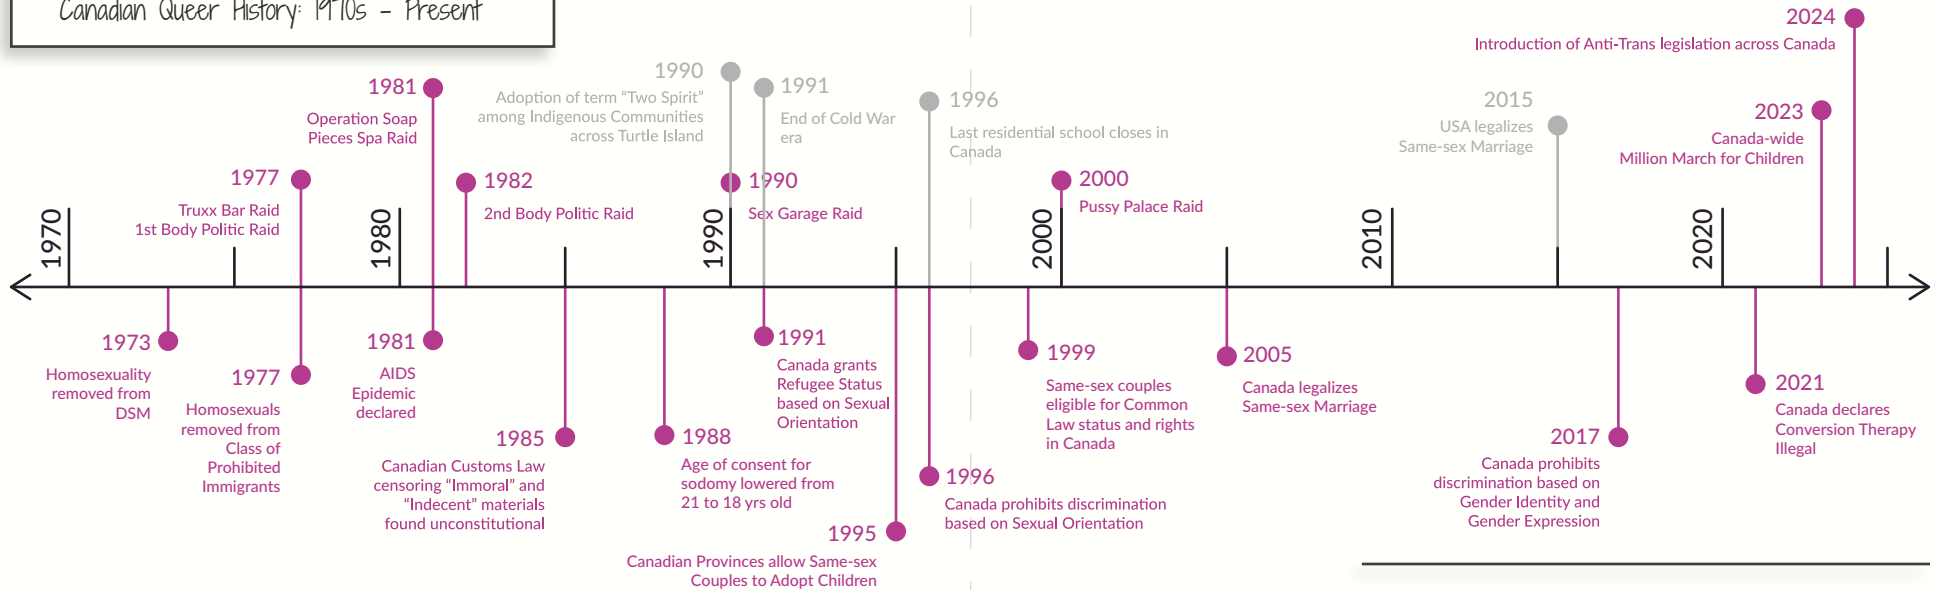 Canadian Queer History: 1970s - Present
2024
Introduction of Anti-Trans legislation across Canada
1990
Adoption of term “Two Spirit”
among Indigenous Communities
across Turtle Island
1981
Operation Soap
Pieces Spa Raid
1991
End of Cold War
era
1996
Last residential school closes in
Canada
2015
USA legalizes
Same-sex Marriage
2023
Canada-wide
Million March for Children
1977
Truxx Bar Raid
1st Body Politic Raid
1982
2nd Body Politic Raid
1990
Sex Garage Raid
2000
Pussy Palace Raid
1970
1980
1990
2000
2010
2020
1973
Homosexuality
removed from
DSM
1977
Homosexuals
removed from
Class of
Prohibited
Immigrants
1981
AIDS
Epidemic
declared
1985
Canadian Customs Law
censoring “Immoral” and
“Indecent” materials
found unconstitutional
1988
Age of consent for
sodomy lowered from
21 to 18 yrs old
1991
Canada grants
Refugee Status
based on Sexual
Orientation
1995
Canadian Provinces allow Same-sex
Couples to Adopt Children
1996
Canada prohibits discrimination
based on Sexual Orientation
1999
Same-sex couples
eligible for Common
Law status and rights
in Canada
2005
Canada legalizes
Same-sex Marriage
2017
Canada prohibits
discrimination based on
Gender Identity and
Gender Expression
2021
Canada declares
Conversion Therapy
Illegal